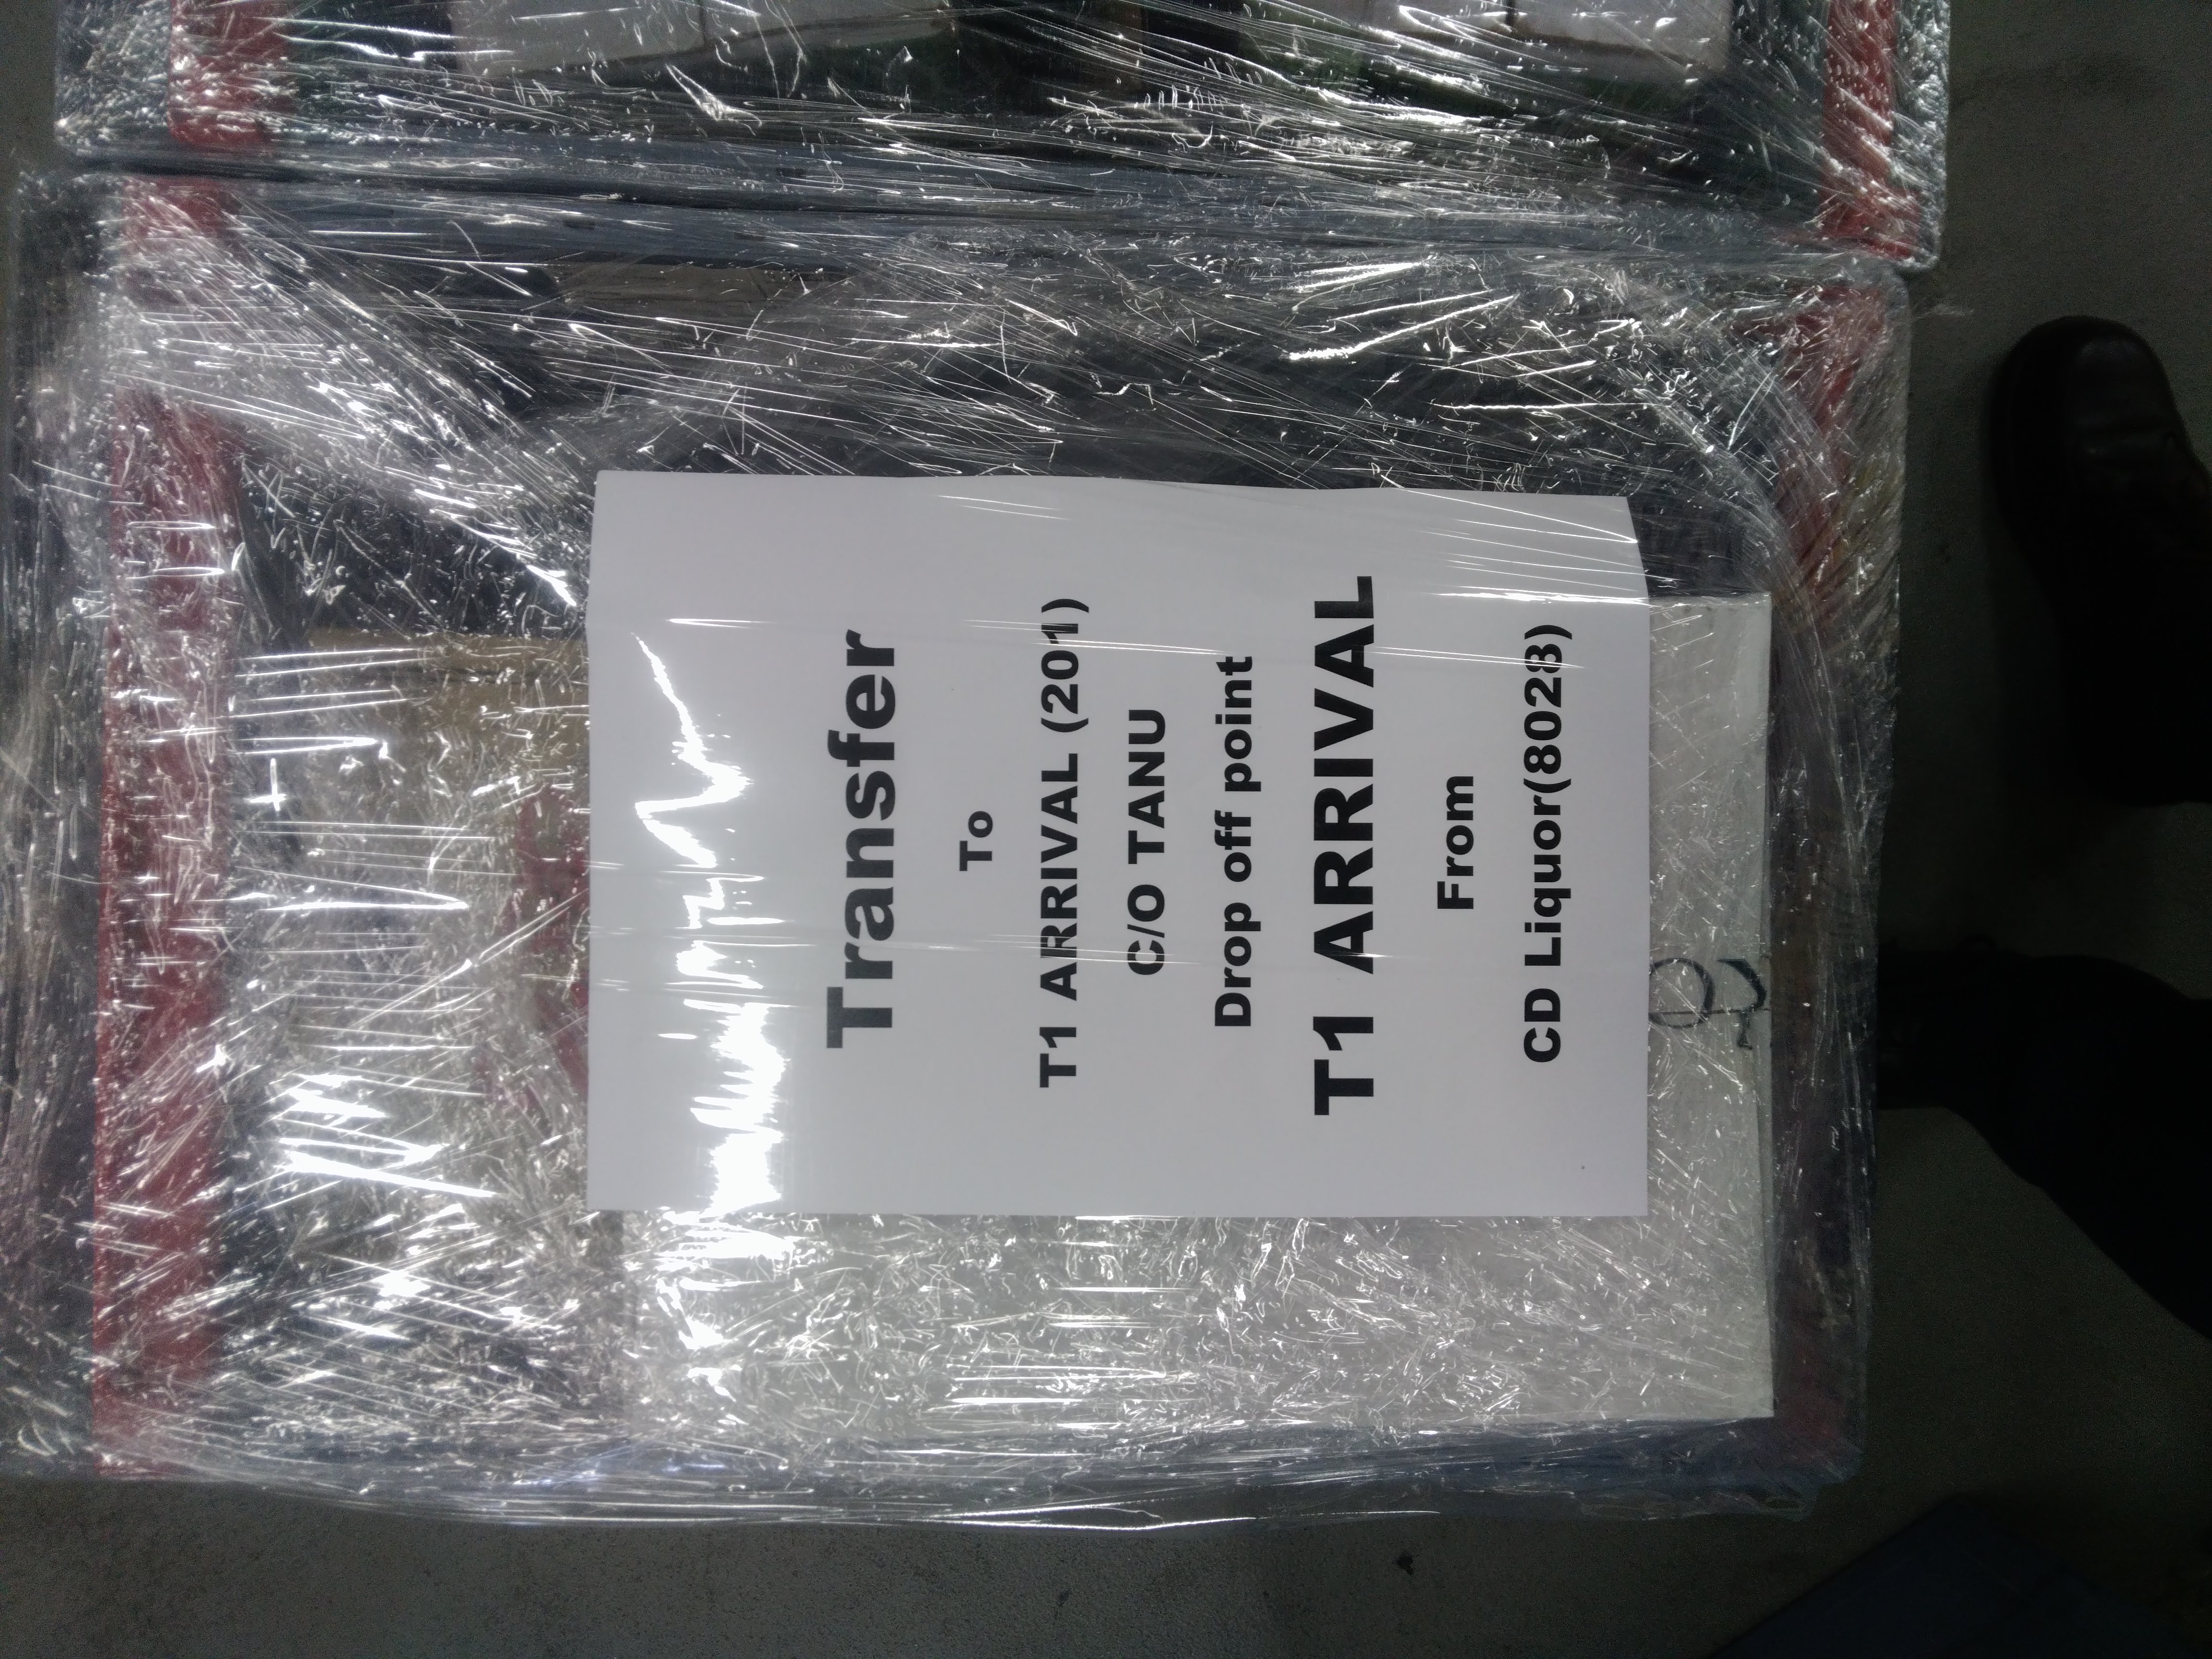 Transfer
To
T1 ARRIVAL (201)
C/O TANU
Drop off point
T1 ARRIVAL
From
CD Liquor(8028)